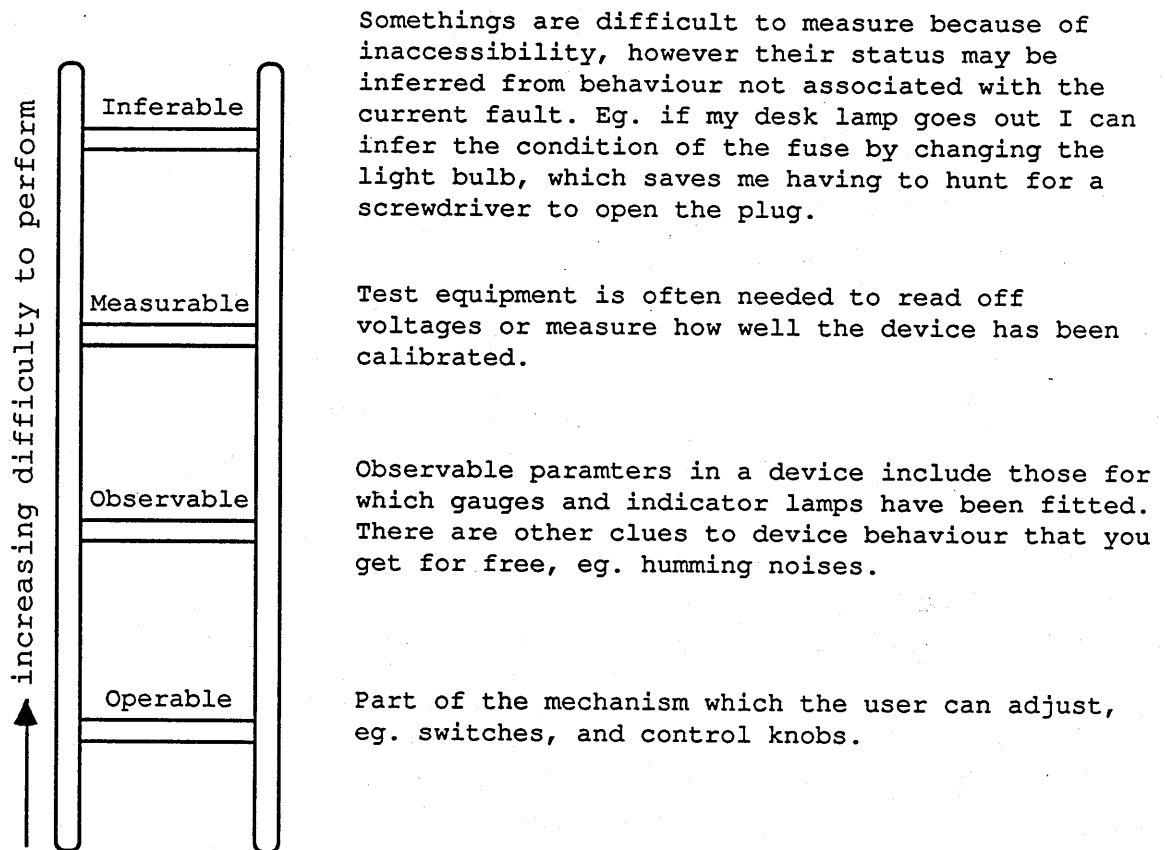 Somethings are difficult to measure because of
inaccessibility, however their status may be
inferred from behaviour not associated with the
current fault. Eg. if my desk lamp goes out I can
infer the condition of the fuse by changing the
light bulb, which saves me having to hunt for a
screwdriver to open the plug.
Inferable
Test equipment is often needed to read off
voltages or measure how well the device has been
calibrated.
Measurable
Observable paramters in a device include those for
which gauges and indicator lamps have been fitted.
There are other clues to device behaviour that you
get for free, eg. humming noises.
Observable
Part of the mechanism which the user can adjust,
eg. switches, and control knobs.
Operable
increasing difficulty to perform